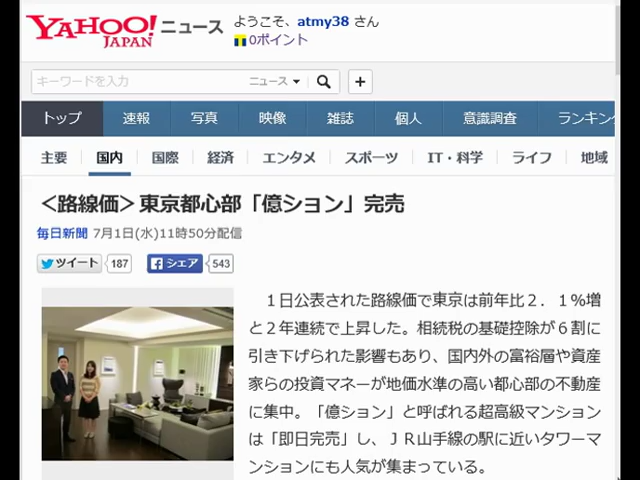 YAHOO! JAPAN ニュース
ようこそ、atmy38 さん
0ポイント
キーワードを入力 ニュース
トップ 速報 写真 映像 雑誌 個人 意識調査 ランキン
主要 国内 国際 経済 エンタメ スポーツ IT・科学 ライフ 地域
＜路線価＞東京都心部「億ション」完売
毎日新聞 7月1日(水)11時50分配信
ツイート 187 シェア 543
１日公表された路線価で東京は前年比２．１％増
と２年連続で上昇した。相続税の基礎控除が６割に
引き下げられた影響もあり、国内外の富裕層や資産
家らの投資マネーが地価水準の高い都心部の不動産
に集中。「億ション」と呼ばれる超高級マンション
は「即日完売」し、ＪＲ山手線の駅に近いタワーマ
ンションにも人気が集まっている。